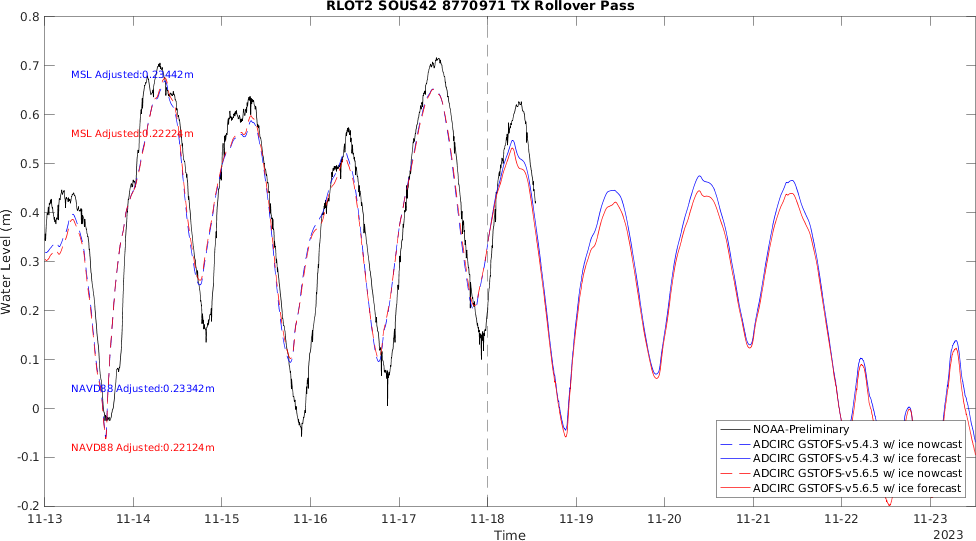 RLOT2 SOUS42 8770971 TX Rollover Pass
0.8
0.7
0.6
0.5
0.4
0.3
0.2
0.1
0
-0.1
-0.2
Water Level (m)
MSL Adjusted:0.23442m
MSL Adjusted:0.22224m
NAVD88 Adjusted:0.23342m
NAVD88 Adjusted:0.22124m
NOAA-Preliminary
ADCIRC GSTOFS-v5.4.3 w/ ice nowcast
ADCIRC GSTOFS-v5.4.3 w/ ice forecast
ADCIRC GSTOFS-v5.6.5 w/ ice nowcast
ADCIRC GSTOFS-v5.6.5 w/ ice forecast
11-13 11-14 11-15 11-16 11-17 11-18 11-19 11-20 11-21 11-22 11-23
Time
2023